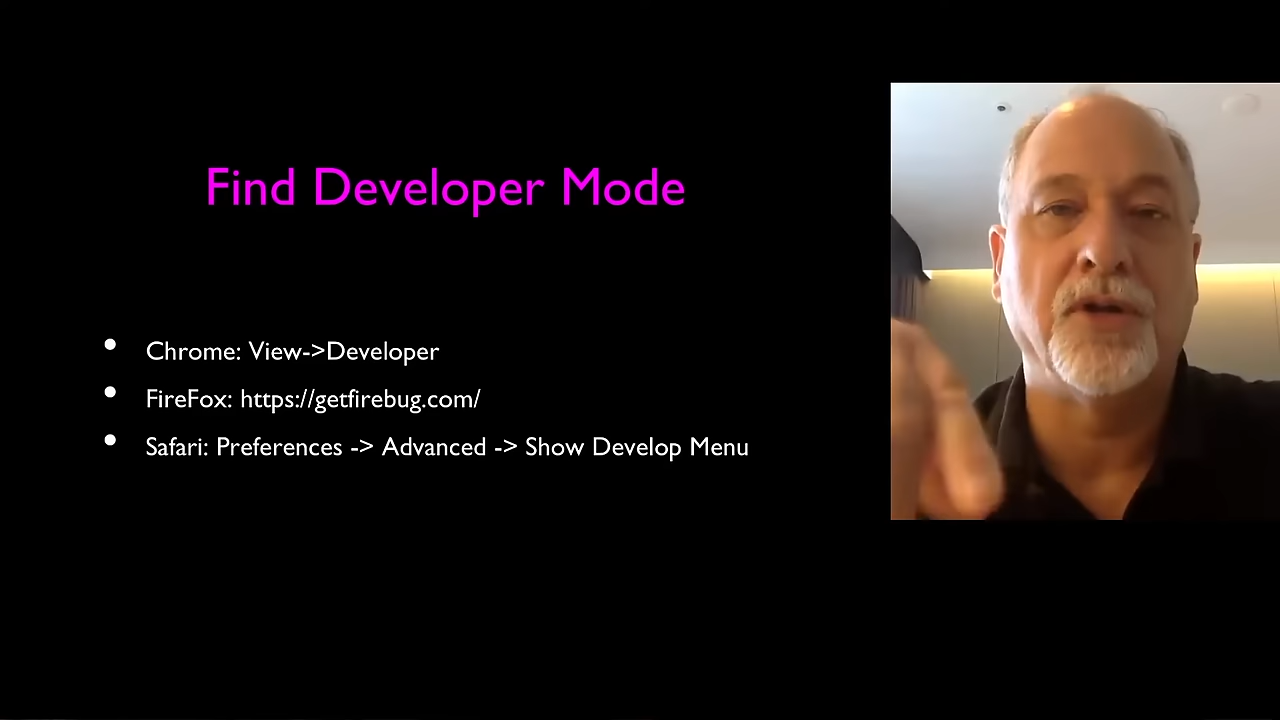 Find Developer Mode
• Chrome: View->Developer
• FireFox: https://getfirebug.com/
• Safari: Preferences -> Advanced -> Show Develop Menu